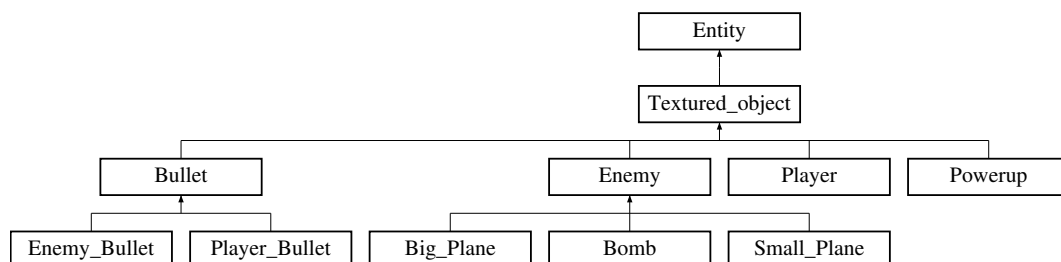 Entity
Textured_object
Bullet Enemy Player Powerup
Enemy_Bullet Player_Bullet Big_Plane Bomb Small_Plane